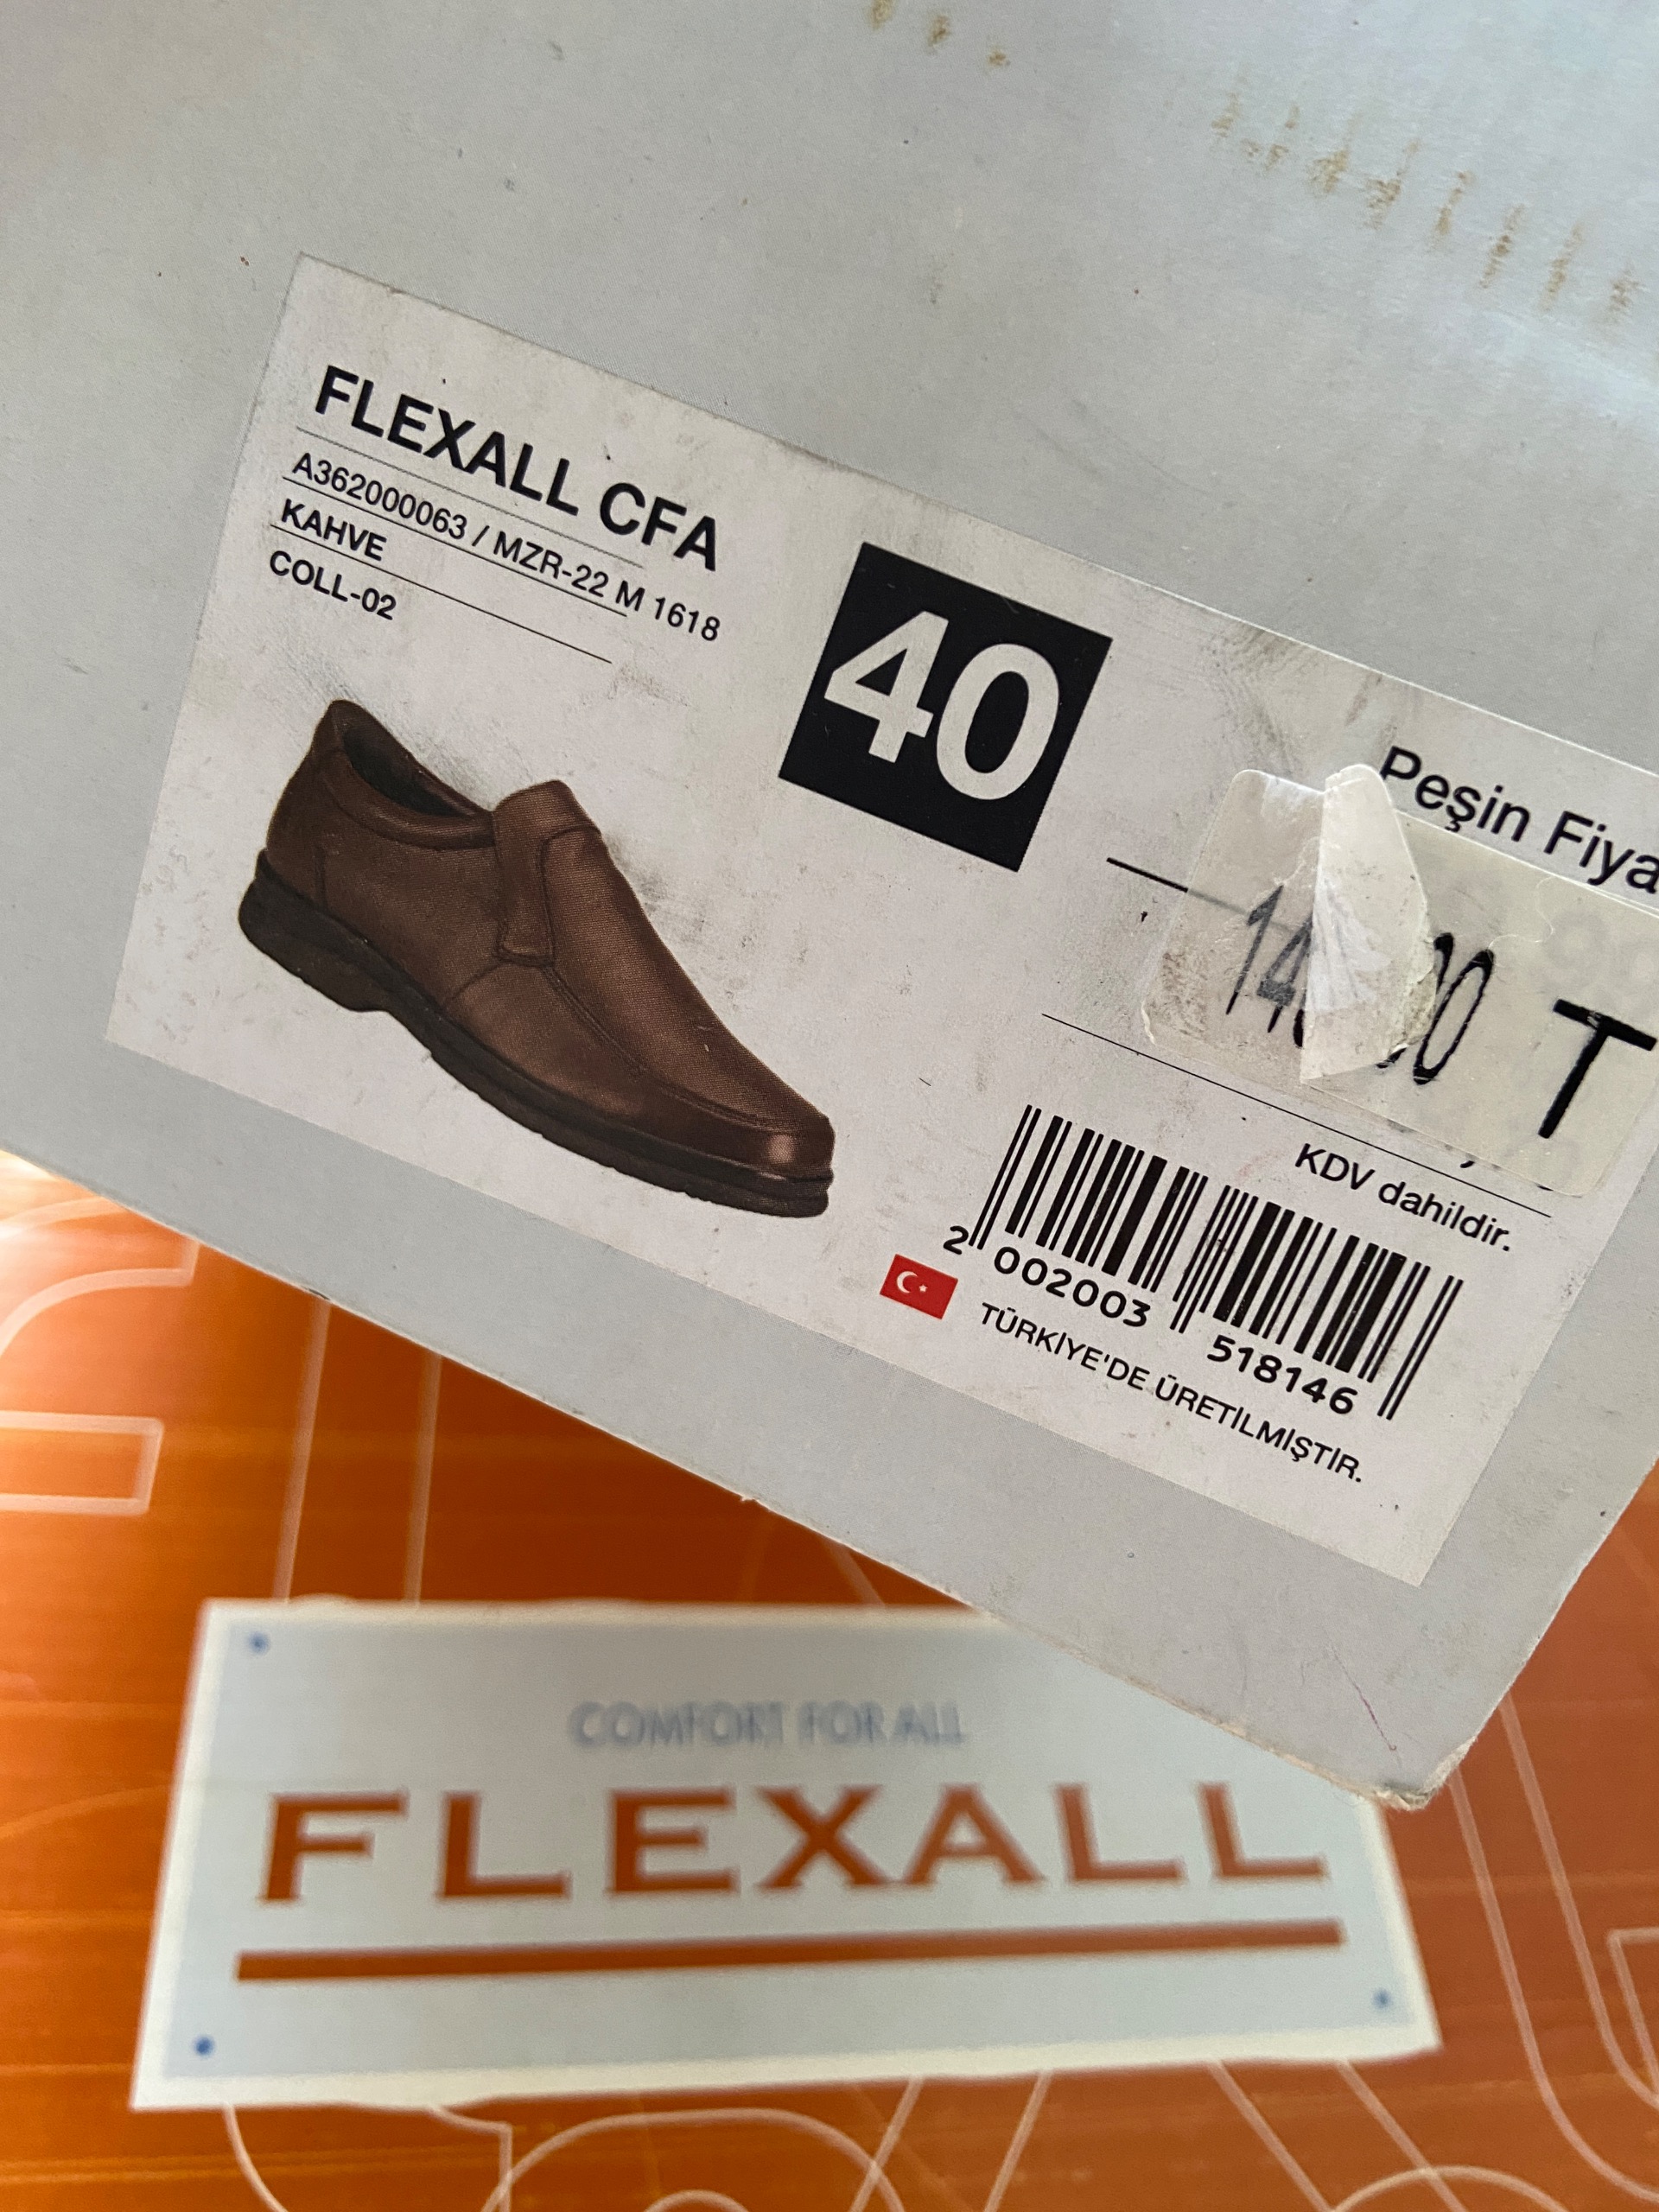 FLEXALL CFA
A362000063 / MZR-22 M 1618
KAHVE
COLL-02
40
Peşin Fiya
T
KDV dahildir.
2 002003 518146
TÜRKİYE'DE ÜRETİLMİŞTİR.
COMFORT FOR ALL
FLEXALL